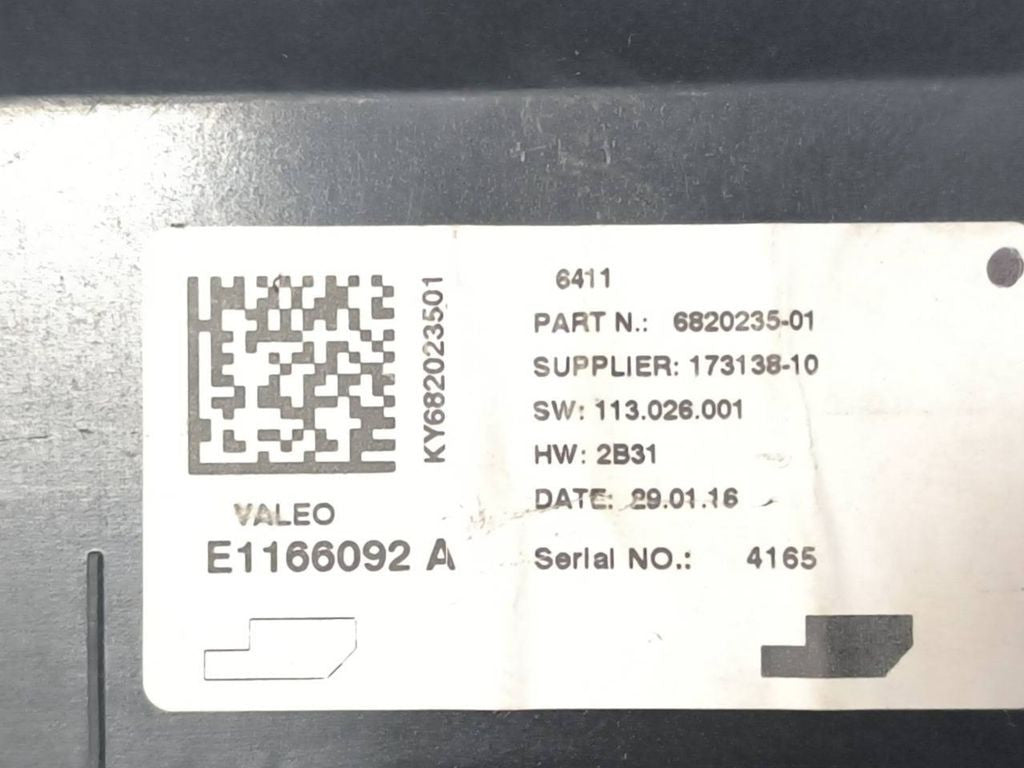 KY682023501
VALEO
E1166092 A
6411
PART N.: 6820235-01
SUPPLIER: 173138-10
SW: 113.026.001
HW: 2B31
DATE: 29.01.16
Serial NO.: 4165